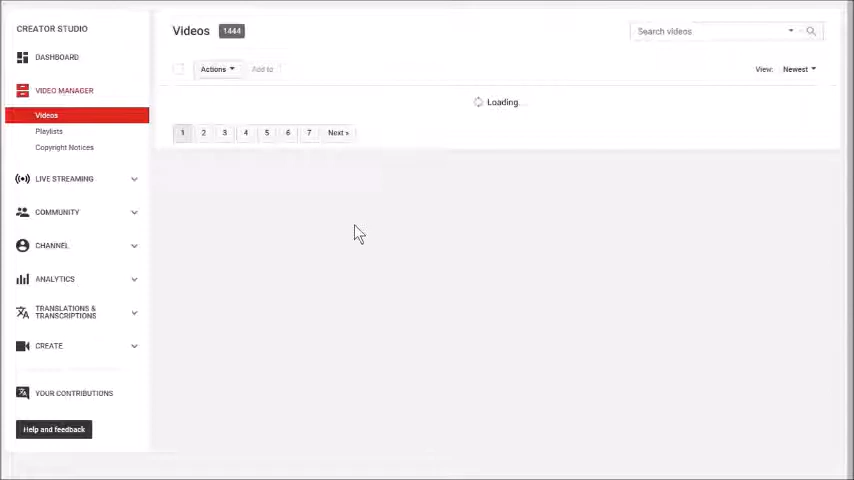 CREATOR STUDIO
DASHBOARD
VIDEO MANAGER
Videos
Playlists
Copyright Notices
LIVE STREAMING
COMMUNITY
CHANNEL
ANALYTICS
TRANSLATIONS &
TRANSCRIPTIONS
CREATE
YOUR CONTRIBUTIONS
Help and feedback
Videos 1444
Search videos
Actions Add to
View: Newest
Loading...
1 2 3 4 5 6 7 Next »